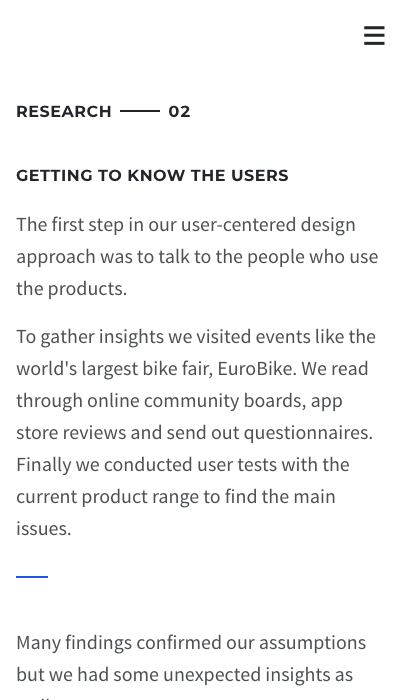 RESEARCH 02
GETTING TO KNOW THE USERS
The first step in our user-centered design
approach was to talk to the people who use
the products.
To gather insights we visited events like the
world's largest bike fair, EuroBike. We read
through online community boards, app
store reviews and send out questionnaires.
Finally we conducted user tests with the
current product range to find the main
issues.
Many findings confirmed our assumptions
but we had some unexpected insights as